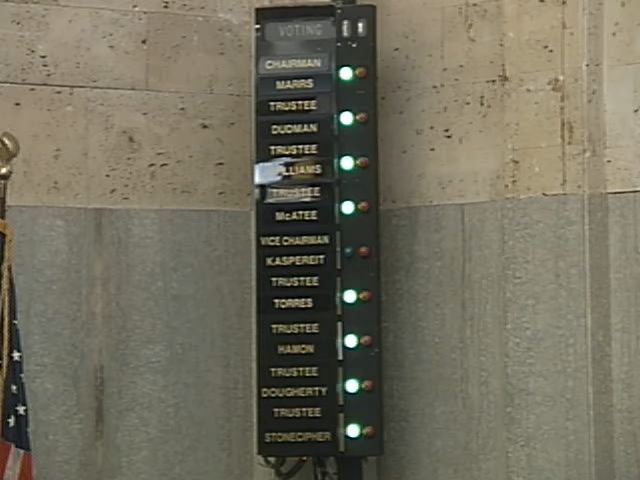 VOTING
CHAIRMAN
MARRS
TRUSTEE
DUDMAN
TRUSTEE
LLIAMS
TRUSTEE
McATEE
VICE CHAIRMAN
KASPEREIT
TRUSTEE
TORRES
TRUSTEE
HAMON
TRUSTEE
DOUGHERTY
TRUSTEE
STONECIPHER